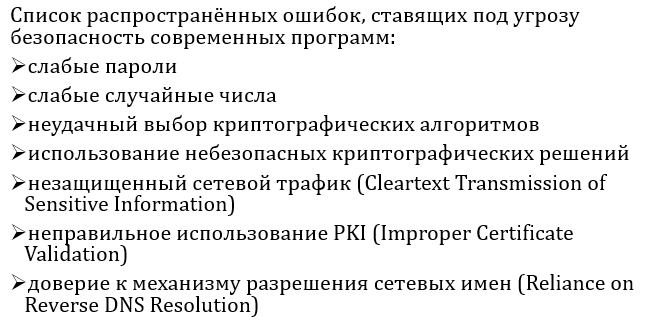 Список распространённых ошибок, ставящих под угрозу
безопасность современных программ:
➢слабые пароли
➢слабые случайные числа
➢неудачный выбор криптографических алгоритмов
➢использование небезопасных криптографических решений
➢незащищенный сетевой трафик (Cleartext Transmission of
Sensitive Information)
➢неправильное использование PKI (Improper Certificate
Validation)
➢доверие к механизму разрешения сетевых имен (Reliance on
Reverse DNS Resolution)